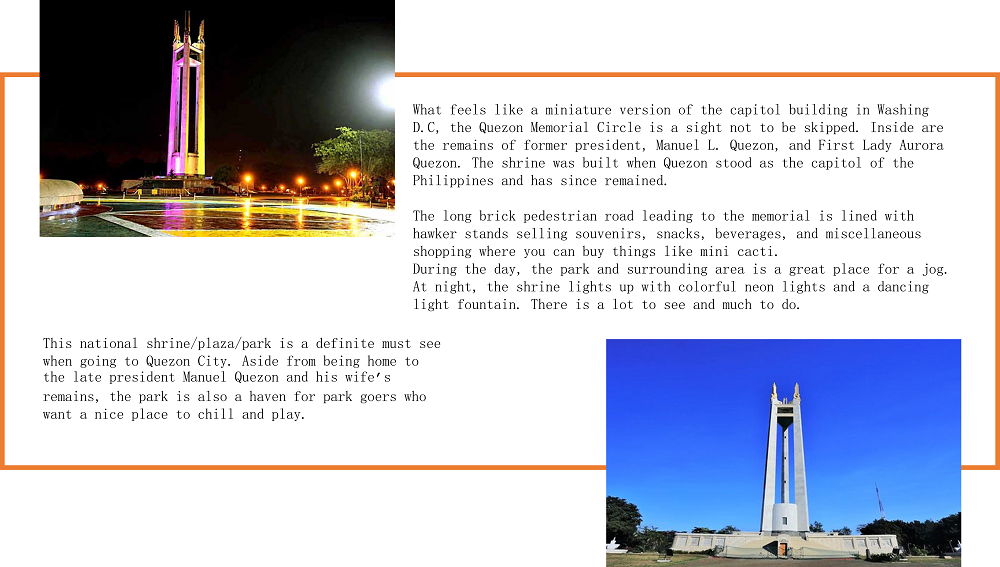 What feels like a miniature version of the capitol building in Washing
D.C, the Quezon Memorial Circle is a sight not to be skipped. Inside are
the remains of former president, Manuel L. Quezon, and First Lady Aurora
Quezon. The shrine was built when Quezon stood as the capitol of the
Philippines and has since remained.
The long brick pedestrian road leading to the memorial is lined with
hawker stands selling souvenirs, snacks, beverages, and miscellaneous
shopping where you can buy things like mini cacti.
During the day, the park and surrounding area is a great place for a jog.
At night, the shrine lights up with colorful neon lights and a dancing
light fountain. There is a lot to see and much to do.
This national shrine/plaza/park is a definite must see
when going to Quezon City. Aside from being home to
the late president Manuel Quezon and his wife’s
remains, the park is also a haven for park goers who
want a nice place to chill and play.